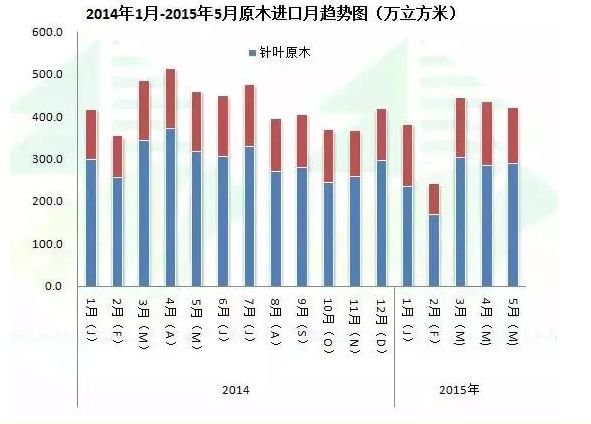 2014年1月-2015年5月原木进口月趋势图（万立方米）
针叶原木
600.0
500.0
400.0
300.0
200.0
100.0
0.0
1月（J）
2月（F）
3月（M）
4月（A）
5月（M）
6月（J）
7月（J）
8月（A）
9月（S）
10月（O）
11月（N）
12月（D）
1月（J）
2月（F）
3月（M）
4月（M）
5月（M）
2014
2015年